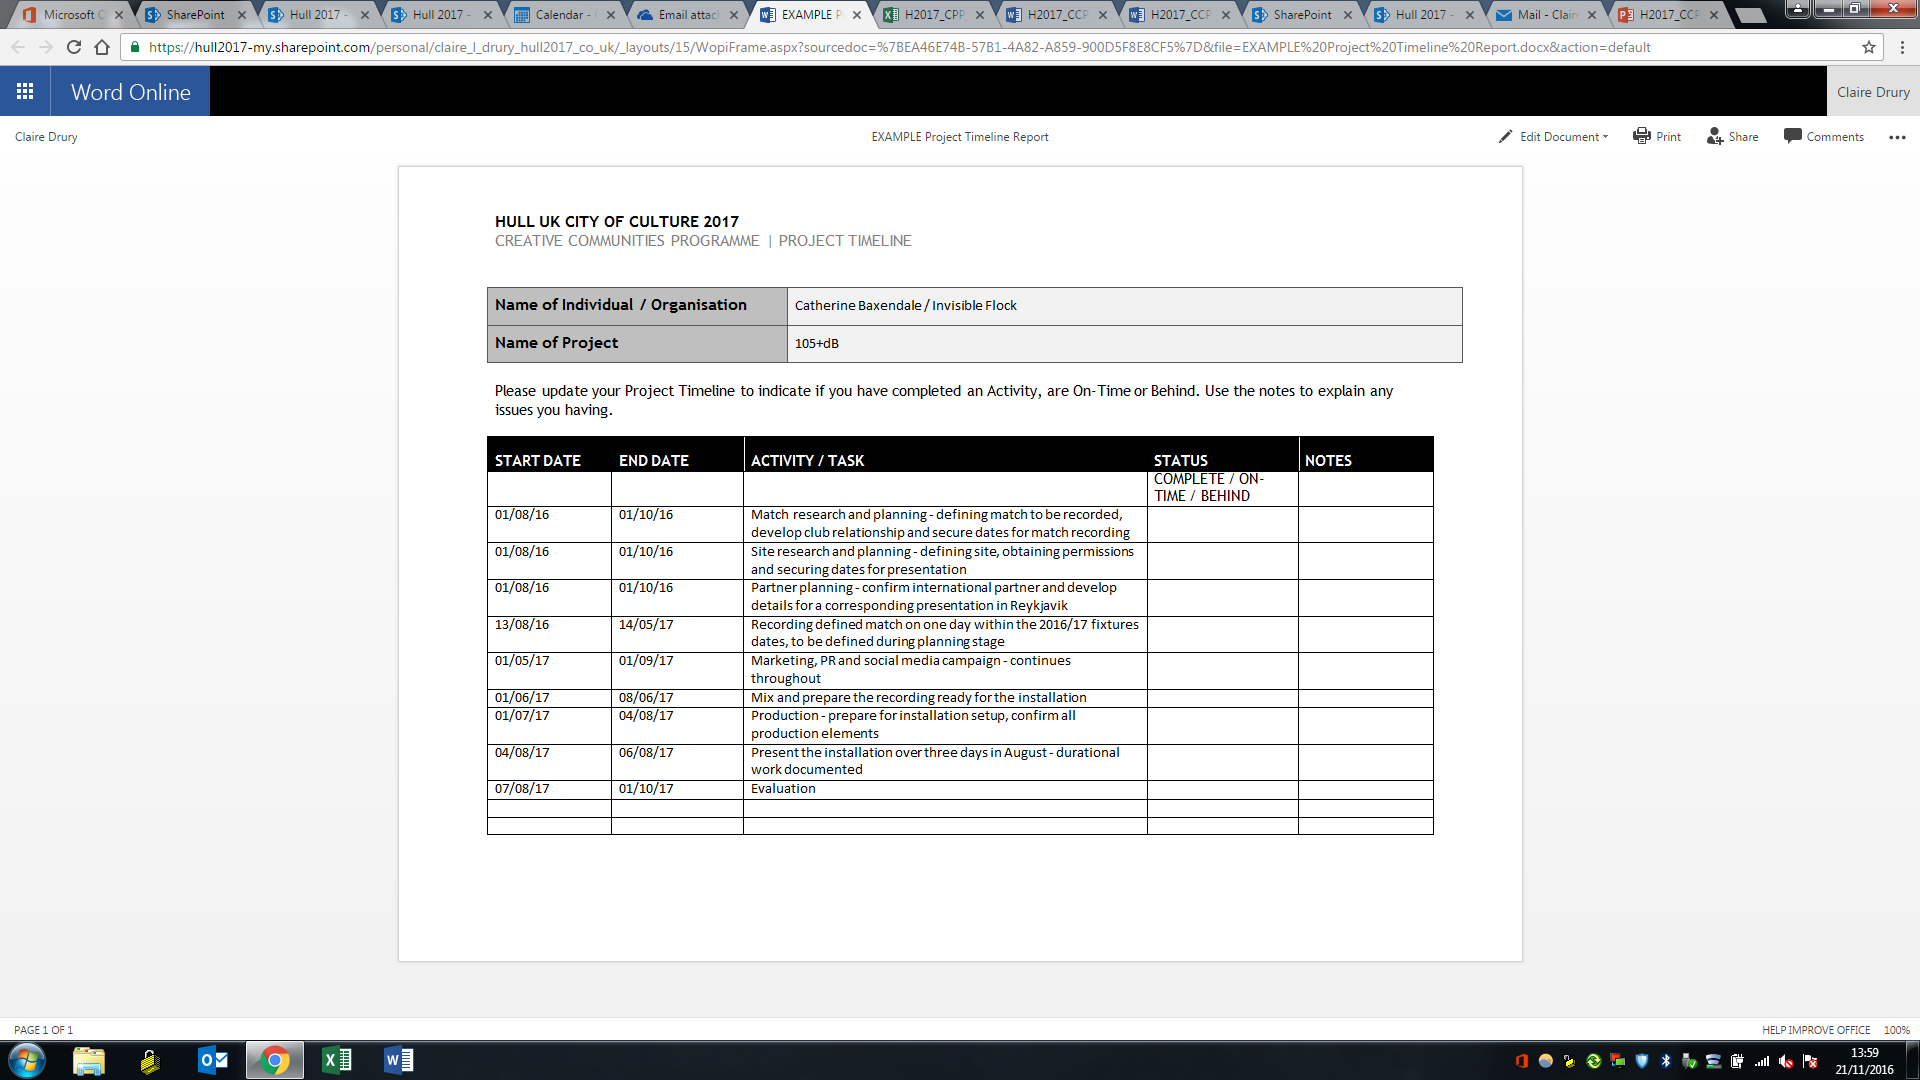 Microsoft O
SharePoint
Hull 2017 -
Hull 2017 -
Calendar -
Email attac
EXAMPLE P
H2017_CPP
H2017_CCP
H2017_CCP
SharePoint
Hull 2017 -
Mail - Clair
H2017_CCP
https://hull2017-my.sharepoint.com/personal/claire_l_drury_hull2017_co_uk/_layouts/15/WopiFrame.aspx?sourcedoc=%7BEA46E74B-57B1-4A82-A859-900D5F8E8CF5%7D&file=EXAMPLE%20Project%20Timeline%20Report.docx&action=default
Word Online
Claire Drury
Claire Drury
EXAMPLE Project Timeline Report
Edit Document
Print
Share
Comments
HULL UK CITY OF CULTURE 2017
CREATIVE COMMUNITIES PROGRAMME | PROJECT TIMELINE
Name of Individual / Organisation
Catherine Baxendale / Invisible Flock
Name of Project
105+dB
Please update your Project Timeline to indicate if you have completed an Activity, are On-Time or Behind. Use the notes to explain any
issues you having.
START DATE END DATE ACTIVITY / TASK STATUS NOTES
COMPLETE / ON-
TIME / BEHIND
01/08/16 01/10/16 Match research and planning - defining match to be recorded,
develop club relationship and secure dates for match recording
01/08/16 01/10/16 Site research and planning - defining site, obtaining permissions
and securing dates for presentation
01/08/16 01/10/16 Partner planning - confirm international partner and develop
details for a corresponding presentation in Reykjavik
13/08/16 14/05/17 Recording defined match on one day within the 2016/17 fixtures
dates, to be defined during planning stage
01/05/17 01/09/17 Marketing, PR and social media campaign - continues
throughout
01/06/17 08/06/17 Mix and prepare the recording ready for the installation
01/07/17 04/08/17 Production - prepare for installation setup, confirm all
production elements
04/08/17 06/08/17 Present the installation over three days in August - durational
work documented
07/08/17 01/10/17 Evaluation
PAGE 1 OF 1
HELP IMPROVE OFFICE 100%
13:59
21/11/2016